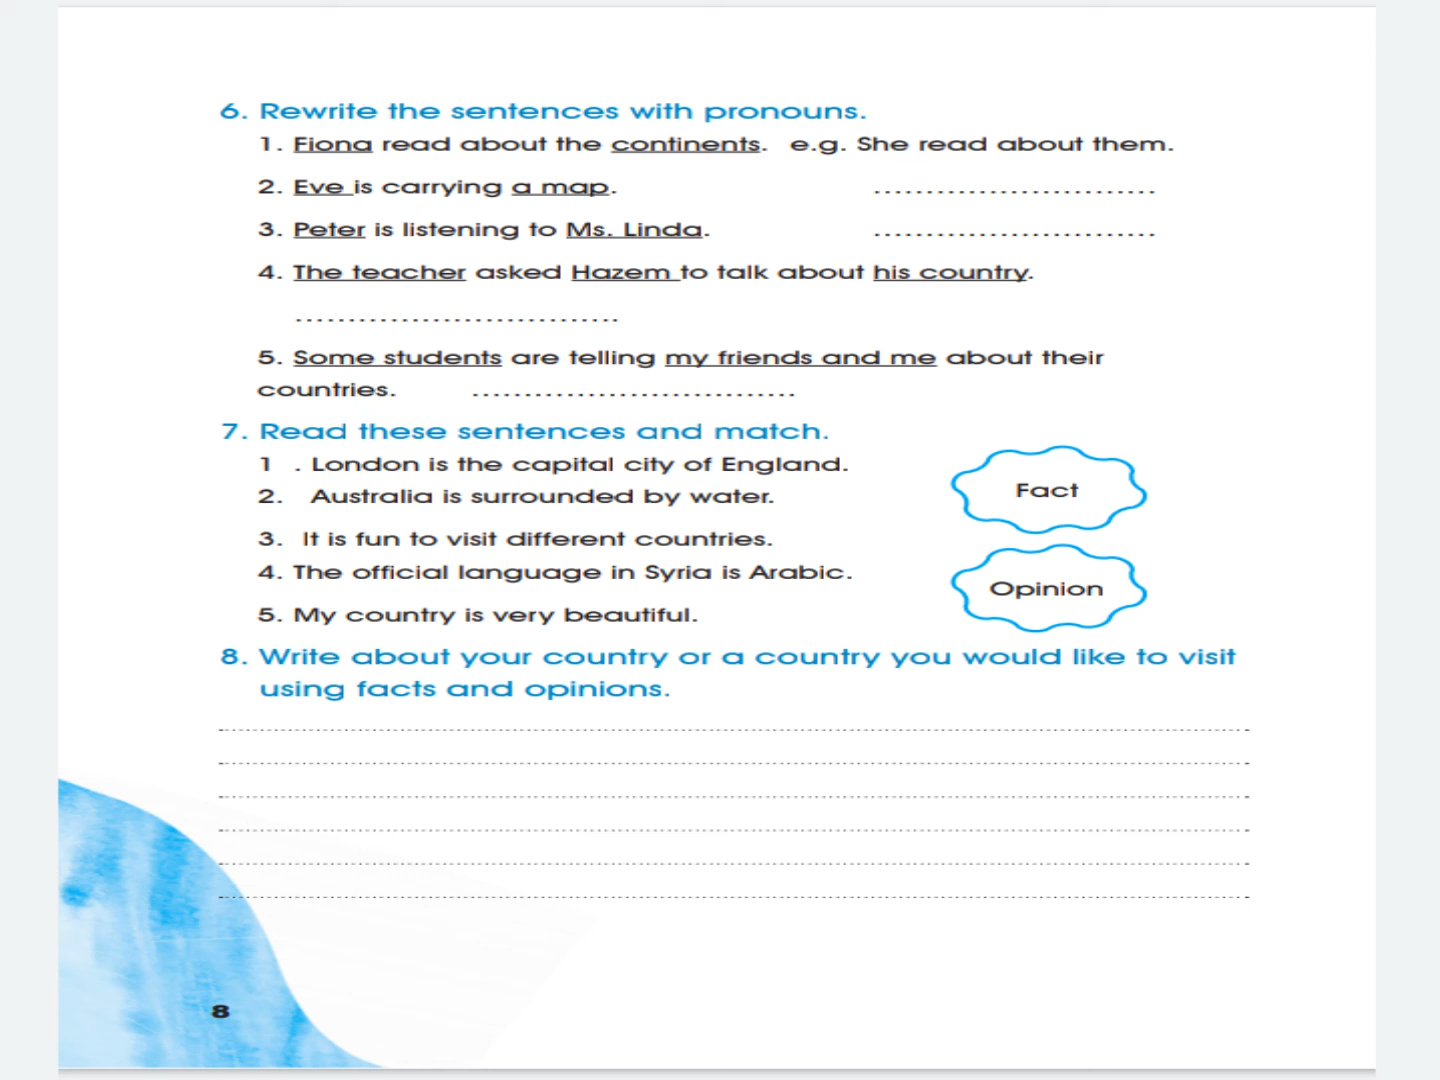 6. Rewrite the sentences with pronouns.
1. Fiona read about the continents. e.g. She read about them.
2. Eve is carrying a map. ...........................
3. Peter is listening to Ms. Linda. ...........................
4. The teacher asked Hazem to talk about his country.
...............................
5. Some students are telling my friends and me about their
countries. ...............................
7. Read these sentences and match.
1 . London is the capital city of England.
2. Australia is surrounded by water.
Fact
3. It is fun to visit different countries.
4. The official language in Syria is Arabic.
Opinion
5. My country is very beautiful.
8. Write about your country or a country you would like to visit
using facts and opinions.
8